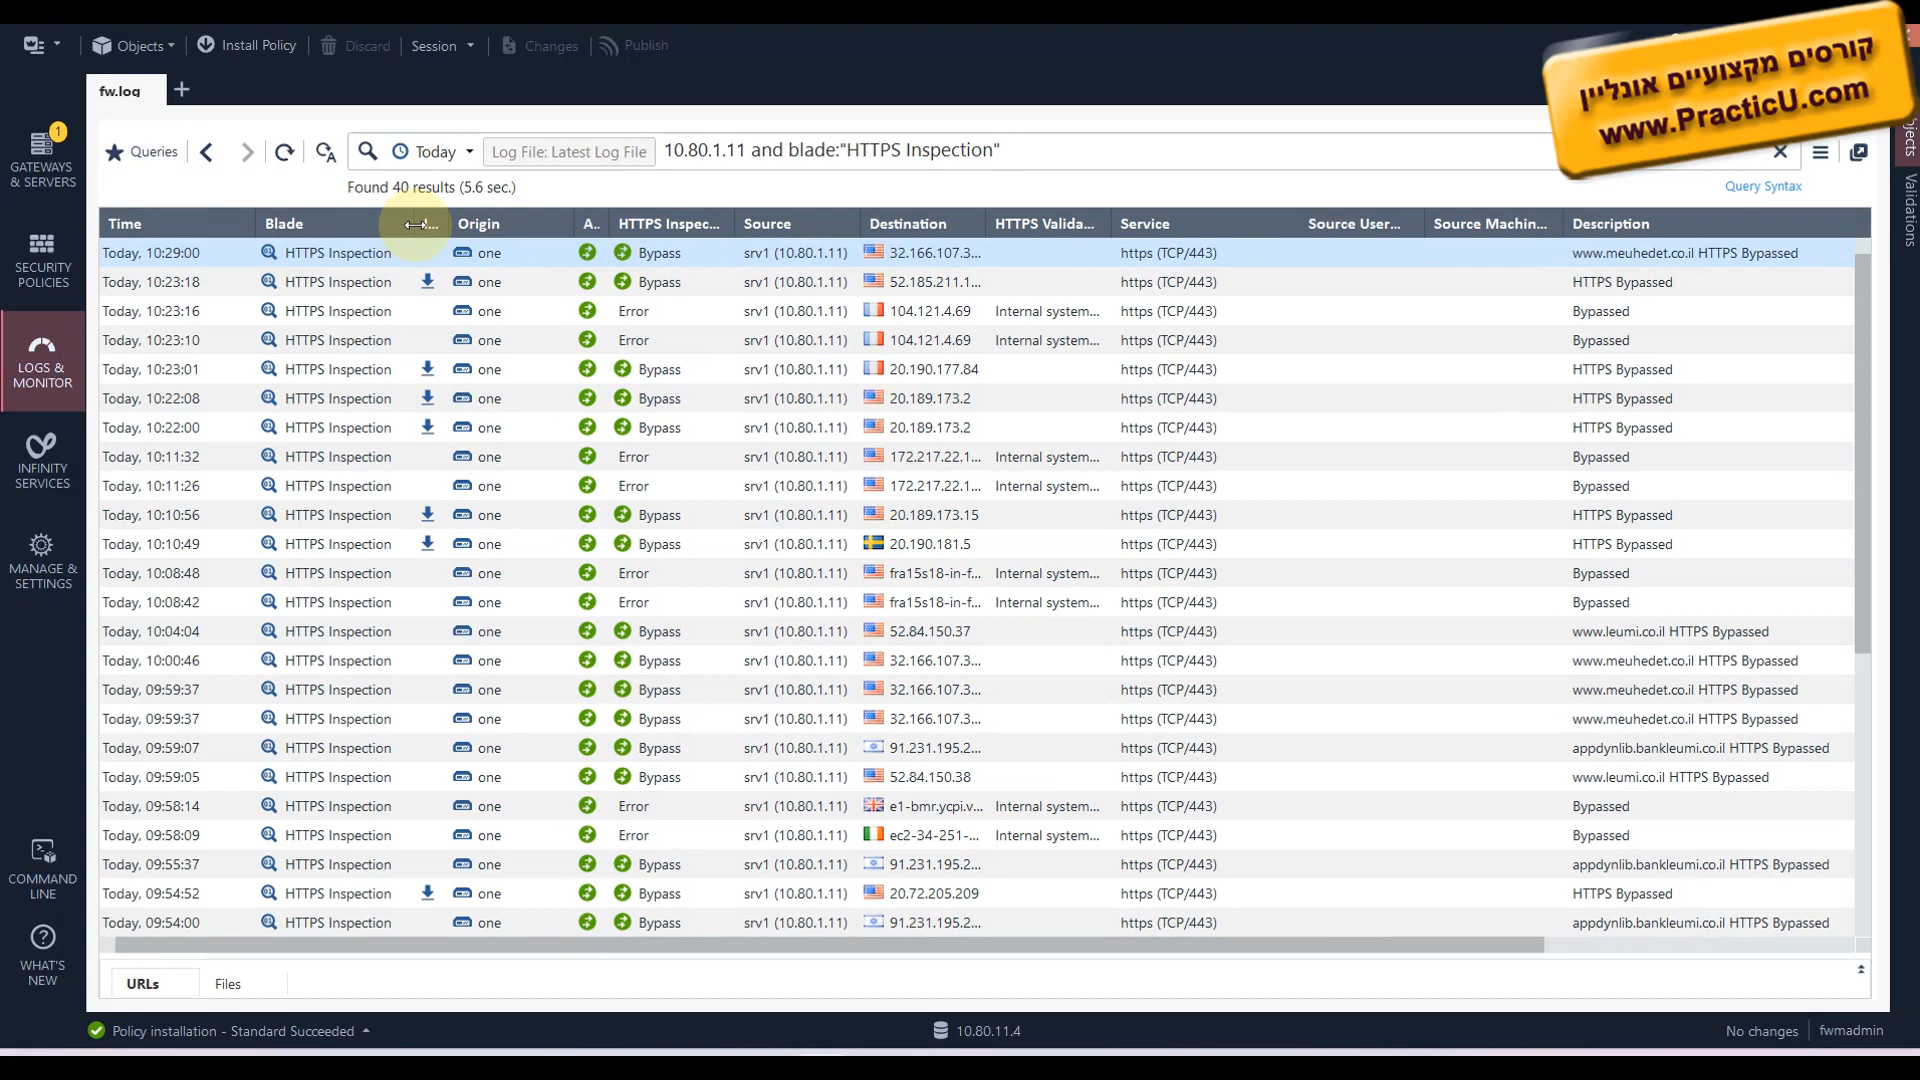 Objects
Install Policy
Discard
Session
Changes
Publish
קורסים מקצועיים אונליין
www.PracticU.com
fw.log
GATEWAYS & SERVERS
1
SECURITY POLICIES
LOGS & MONITOR
INFINITY SERVICES
MANAGE & SETTINGS
COMMAND LINE
WHAT'S NEW
Validations
Queries
Today
Log File: Latest Log File
10.80.1.11 and blade:"HTTPS Inspection"
Found 40 results (5.6 sec.)
Query Syntax
Time Blade Origin A.. HTTPS Inspec... Source Destination HTTPS Valida... Service Source User... Source Machin... Description
Today, 10:29:00 HTTPS Inspection one Bypass srv1 (10.80.1.11) 32.166.107.3... https (TCP/443) www.meuhedet.co.il HTTPS Bypassed
Today, 10:23:18 HTTPS Inspection one Bypass srv1 (10.80.1.11) 52.185.211.1... https (TCP/443) HTTPS Bypassed
Today, 10:23:16 HTTPS Inspection one Error srv1 (10.80.1.11) 104.121.4.69 Internal system... https (TCP/443) Bypassed
Today, 10:23:10 HTTPS Inspection one Error srv1 (10.80.1.11) 104.121.4.69 Internal system... https (TCP/443) Bypassed
Today, 10:23:01 HTTPS Inspection one Bypass srv1 (10.80.1.11) 20.190.177.84 https (TCP/443) HTTPS Bypassed
Today, 10:22:08 HTTPS Inspection one Bypass srv1 (10.80.1.11) 20.189.173.2 https (TCP/443) HTTPS Bypassed
Today, 10:22:00 HTTPS Inspection one Bypass srv1 (10.80.1.11) 20.189.173.2 https (TCP/443) HTTPS Bypassed
Today, 10:11:32 HTTPS Inspection one Error srv1 (10.80.1.11) 172.217.22.1... Internal system... https (TCP/443) Bypassed
Today, 10:11:26 HTTPS Inspection one Error srv1 (10.80.1.11) 172.217.22.1... Internal system... https (TCP/443) Bypassed
Today, 10:10:56 HTTPS Inspection one Bypass srv1 (10.80.1.11) 20.189.173.15 https (TCP/443) HTTPS Bypassed
Today, 10:10:49 HTTPS Inspection one Bypass srv1 (10.80.1.11) 20.190.181.5 https (TCP/443) HTTPS Bypassed
Today, 10:08:48 HTTPS Inspection one Error srv1 (10.80.1.11) fra15s18-in-f... Internal system... https (TCP/443) Bypassed
Today, 10:08:42 HTTPS Inspection one Error srv1 (10.80.1.11) fra15s18-in-f... Internal system... https (TCP/443) Bypassed
Today, 10:04:04 HTTPS Inspection one Bypass srv1 (10.80.1.11) 52.84.150.37 https (TCP/443) www.leumi.co.il HTTPS Bypassed
Today, 10:00:46 HTTPS Inspection one Bypass srv1 (10.80.1.11) 32.166.107.3... https (TCP/443) www.meuhedet.co.il HTTPS Bypassed
Today, 09:59:37 HTTPS Inspection one Bypass srv1 (10.80.1.11) 32.166.107.3... https (TCP/443) www.meuhedet.co.il HTTPS Bypassed
Today, 09:59:37 HTTPS Inspection one Bypass srv1 (10.80.1.11) 32.166.107.3... https (TCP/443) www.meuhedet.co.il HTTPS Bypassed
Today, 09:59:07 HTTPS Inspection one Bypass srv1 (10.80.1.11) 91.231.195.2... https (TCP/443) appdynlib.bankleumi.co.il HTTPS Bypassed
Today, 09:59:05 HTTPS Inspection one Bypass srv1 (10.80.1.11) 52.84.150.38 https (TCP/443) www.leumi.co.il HTTPS Bypassed
Today, 09:58:14 HTTPS Inspection one Error srv1 (10.80.1.11) e1-bmr.ycpi.v... Internal system... https (TCP/443) Bypassed
Today, 09:58:09 HTTPS Inspection one Error srv1 (10.80.1.11) ec2-34-251-... Internal system... https (TCP/443) Bypassed
Today, 09:55:37 HTTPS Inspection one Bypass srv1 (10.80.1.11) 91.231.195.2... https (TCP/443) appdynlib.bankleumi.co.il HTTPS Bypassed
Today, 09:54:52 HTTPS Inspection one Bypass srv1 (10.80.1.11) 20.72.205.209 https (TCP/443) HTTPS Bypassed
Today, 09:54:00 HTTPS Inspection one Bypass srv1 (10.80.1.11) 91.231.195.2... https (TCP/443) appdynlib.bankleumi.co.il HTTPS Bypassed
URLs
Files
Policy installation - Standard Succeeded
10.80.11.4
No changes
fwmadmin